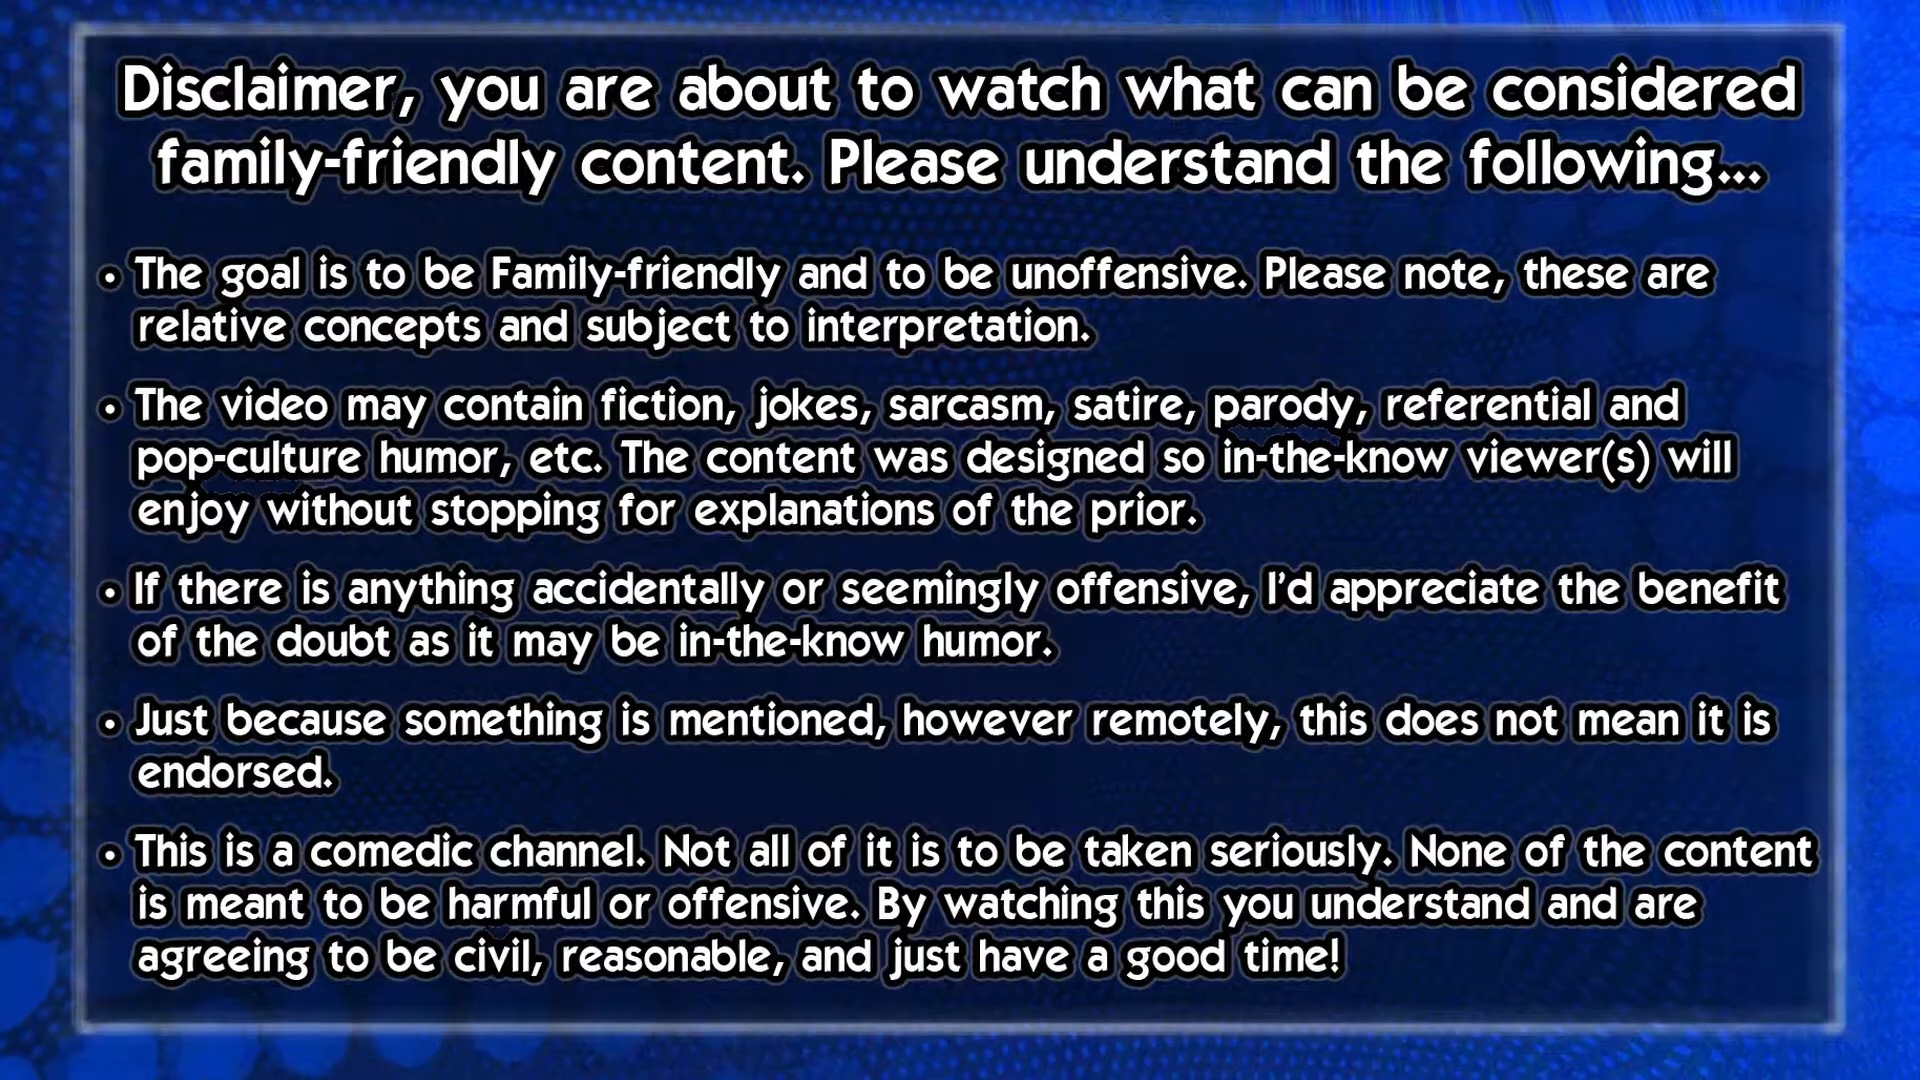 Disclaimer, you are about to watch what can be considered
family-friendly content. Please understand the following...
• The goal is to be Family-friendly and to be unoffensive. Please note, these are
relative concepts and subject to interpretation.
• The video may contain fiction, jokes, sarcasm, satire, parody, referential and
pop-culture humor, etc. The content was designed so in-the-know viewer(s) will
enjoy without stopping for explanations of the prior.
• If there is anything accidentally or seemingly offensive, I'd appreciate the benefit
of the doubt as it may be in-the-know humor.
• Just because something is mentioned, however remotely, this does not mean it is
endorsed.
• This is a comedic channel. Not all of it is to be taken seriously. None of the content
is meant to be harmful or offensive. By watching this you understand and are
agreeing to be civil, reasonable, and just have a good time!